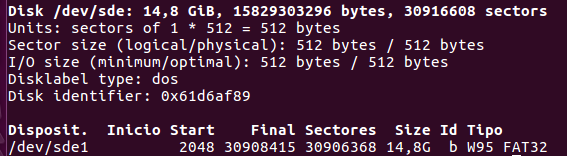 Disk /dev/sde: 14,8 GiB, 15829303296 bytes, 30916608 sectors
Units: sectors of 1 * 512 = 512 bytes
Sector size (logical/physical): 512 bytes / 512 bytes
I/O size (minimum/optimal): 512 bytes / 512 bytes
Disklabel type: dos
Disk identifier: 0x61d6af89

Disposit.  Inicio Start    Final Sectores  Size Id Tipo
/dev/sde1          2048 30908415 30906368 14,8G  b W95 FAT32